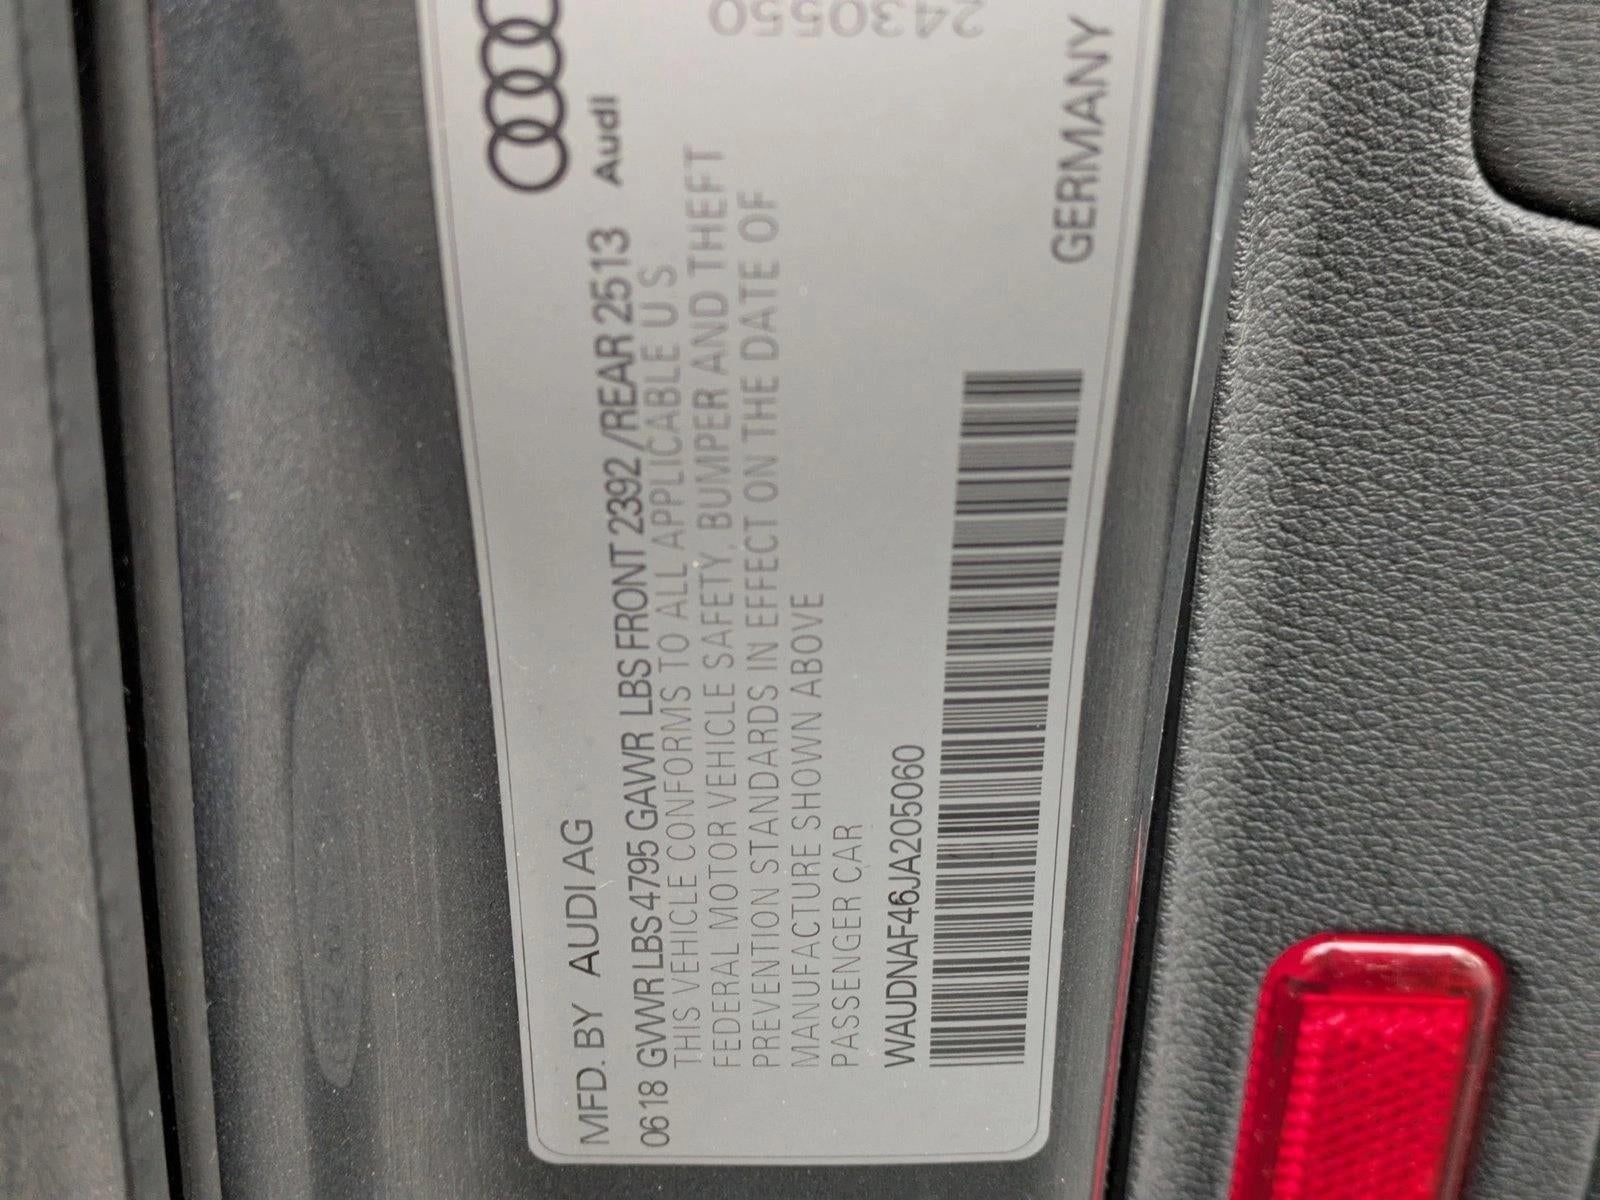 MFD. BY AUDI AG
0618 GVWR LBS 4795 GAWR LBS FRONT 2392 /REAR 2513 Audi
THIS VEHICLE CONFORMS TO ALL APPLICABLE U.S.
FEDERAL MOTOR VEHICLE SAFETY, BUMPER AND THEFT
PREVENTION STANDARDS IN EFFECT ON THE DATE OF
MANUFACTURE SHOWN ABOVE
PASSENGER CAR
WAUDNAF46JA205060
GERMANY
2430550